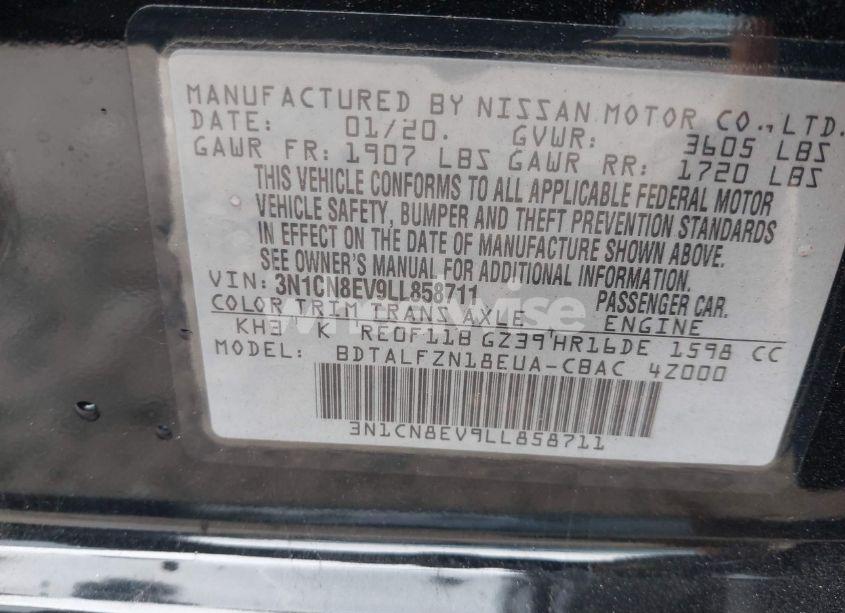 MANUFACTURED BY NISSAN MOTOR CO., LTD.
DATE: 01/20. GVWR: 3605 LBS
GAWR FR: 1907 LBS GAWR RR: 1720 LBS
THIS VEHICLE CONFORMS TO ALL APPLICABLE FEDERAL MOTOR
VEHICLE SAFETY, BUMPER AND THEFT PREVENTION STANDARDS
IN EFFECT ON THE DATE OF MANUFACTURE SHOWN ABOVE.
SEE OWNER'S MANUAL FOR ADDITIONAL INFORMATION.
VIN: 3N1CN8EV9LL858711 PASSENGER CAR.
COLOR TRIM TRANS AXLE ENGINE
KH3 K RE0F11B GZ39 HR16DE 1598 CC
MODEL: BDTALFZN18EUA-CBAC 4Z000
3N1CN8EV9LL858711